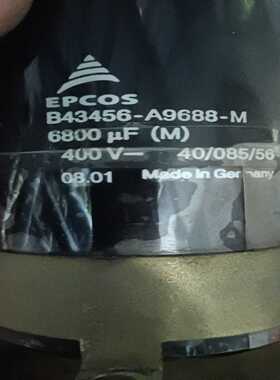 EPCOS
B43456-A9688-M
6800 µF (M)
400 V— 40/085/56
08.01 Made in Germany